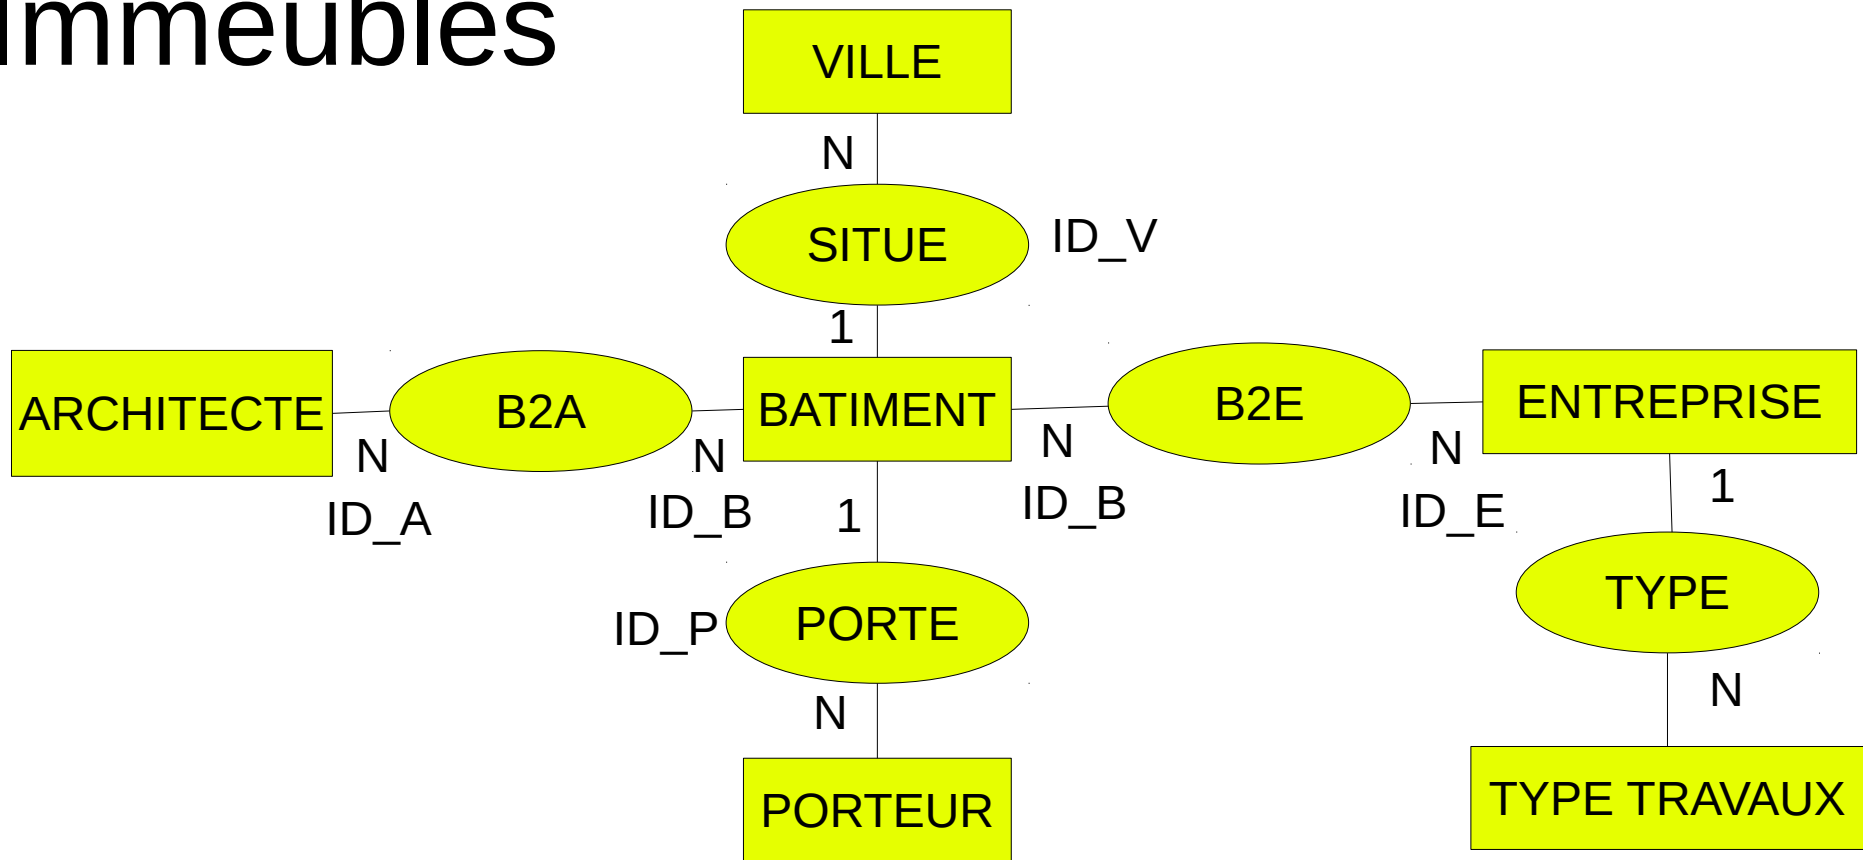 Immeubles
VILLE
N
SITUE
ID_V
1
ARCHITECTE
B2A
BATIMENT
B2E
ENTREPRISE
N
N
N
N
1
ID_A
ID_B
1
ID_B
ID_E
TYPE
ID_P
PORTE
N
N
PORTEUR
TYPE TRAVAUX